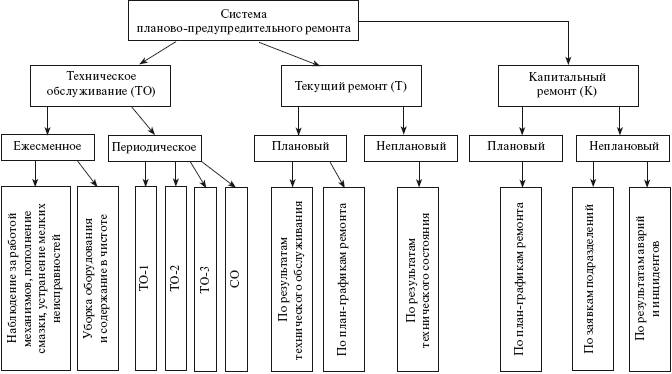 Система
планово-предупредительного ремонта
Техническое
обслуживание (ТО)
Текущий ремонт (Т)
Капитальный
ремонт (К)
Ежесменное
Периодическое
Плановый
Неплановый
Плановый
Неплановый
Наблюдение за работой
механизмов, пополнение
смазки, устранение мелких
неисправностей
Уборка оборудования
и содержание в чистоте
ТО-1
ТО-2
ТО-3
СО
По результатам
технического обслуживания
По план-графикам ремонта
По результатам
технического состояния
По план-графикам ремонта
По заявкам подразделений
По результатам аварий
и инцидентов